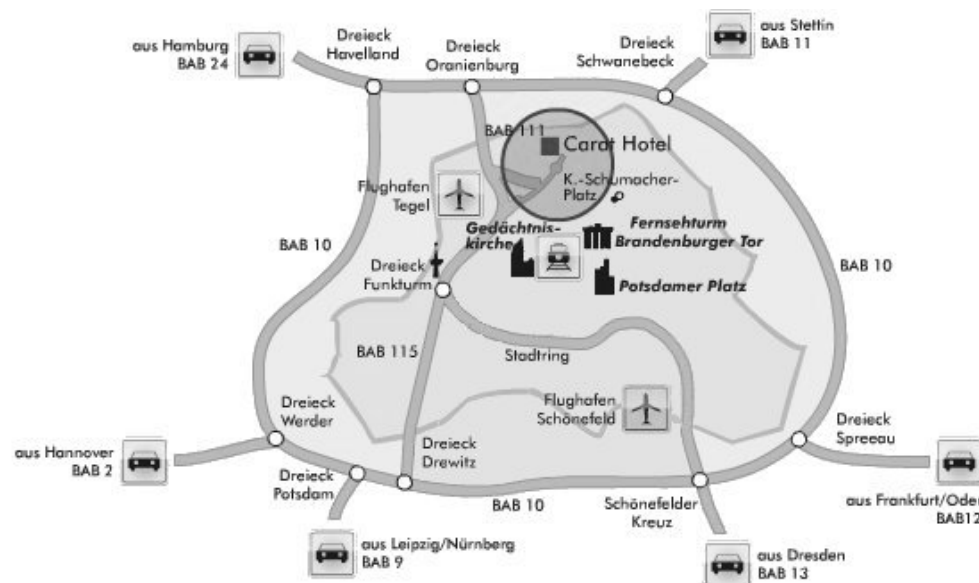 aus Hamburg
BAB 24
Dreieck
Havelland
Dreieck
Oranienburg
Dreieck
Schwanebeck
aus Stettin
BAB 11
BAB 111
Carat Hotel
K.-Schumacher-
Platz
Flughafen
Tegel
Gedächtnis-
kirche
Fernsehturm
Brandenburger Tor
BAB 10
Dreieck
Funkturm
Potsdamer Platz
BAB 10
BAB 115
Stadtring
Flughafen
Schönefeld
Dreieck
Werder
Dreieck
Spreeau
aus Hannover
BAB 2
Dreieck
Drewitz
Dreieck
Potsdam
BAB 10
Schönefelder
Kreuz
aus Frankfurt/Oder
BAB12
aus Leipzig/Nürnberg
BAB 9
aus Dresden
BAB 13